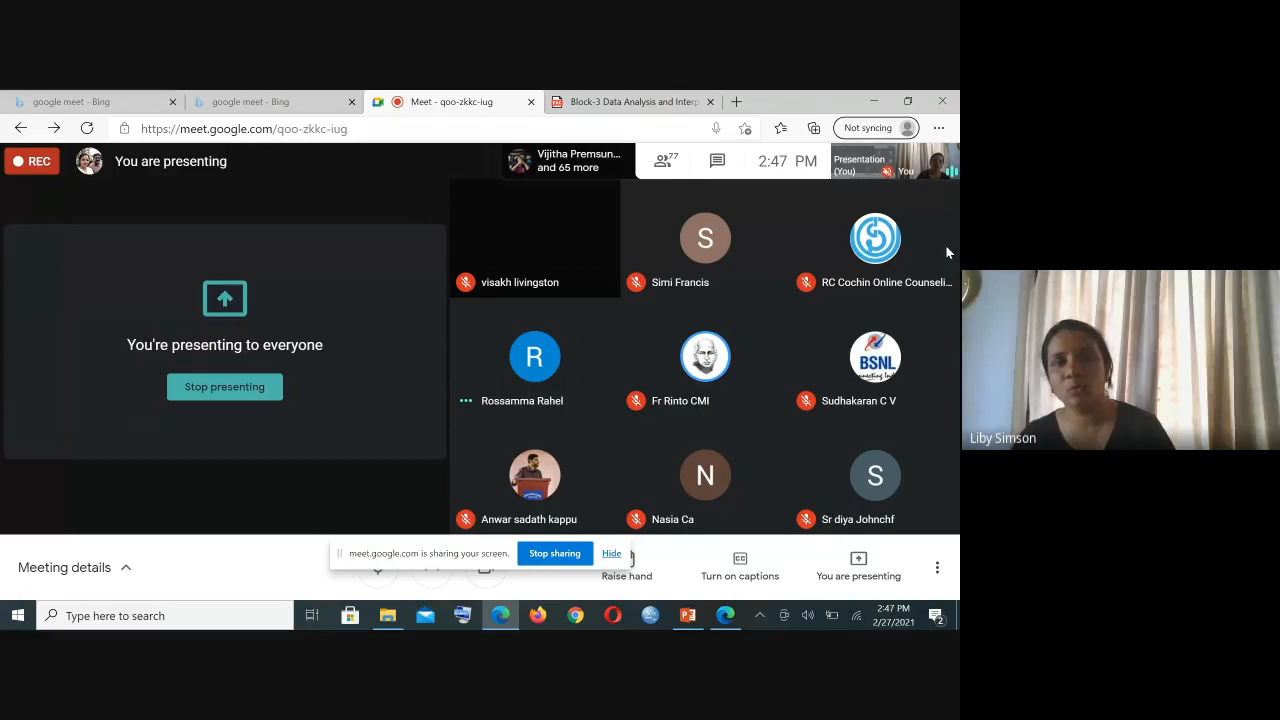 google meet - Bing
google meet - Bing
Meet - qoo-zkkc-iug
Block-3 Data Analysis and Interp
https://meet.google.com/qoo-zkkc-iug
Not syncing
REC
You are presenting
Vijitha Premsun...
and 65 more
77
2:47 PM
Presentation
(You)
You
You're presenting to everyone
Stop presenting
visakh livingston
S
Simi Francis
RC Cochin Online Counseli...
R
Rossamma Rahel
Fr Rinto CMI
BSNL
Connecting Ind
Sudhakaran C V
Anwar sadath kappu
N
Nasia Ca
S
Sr diya Johnchf
Liby Simson
meet.google.com is sharing your screen.
Stop sharing
Hide
Meeting details
Raise hand
Turn on captions
You are presenting
Type here to search
2:47 PM
2/27/2021
2